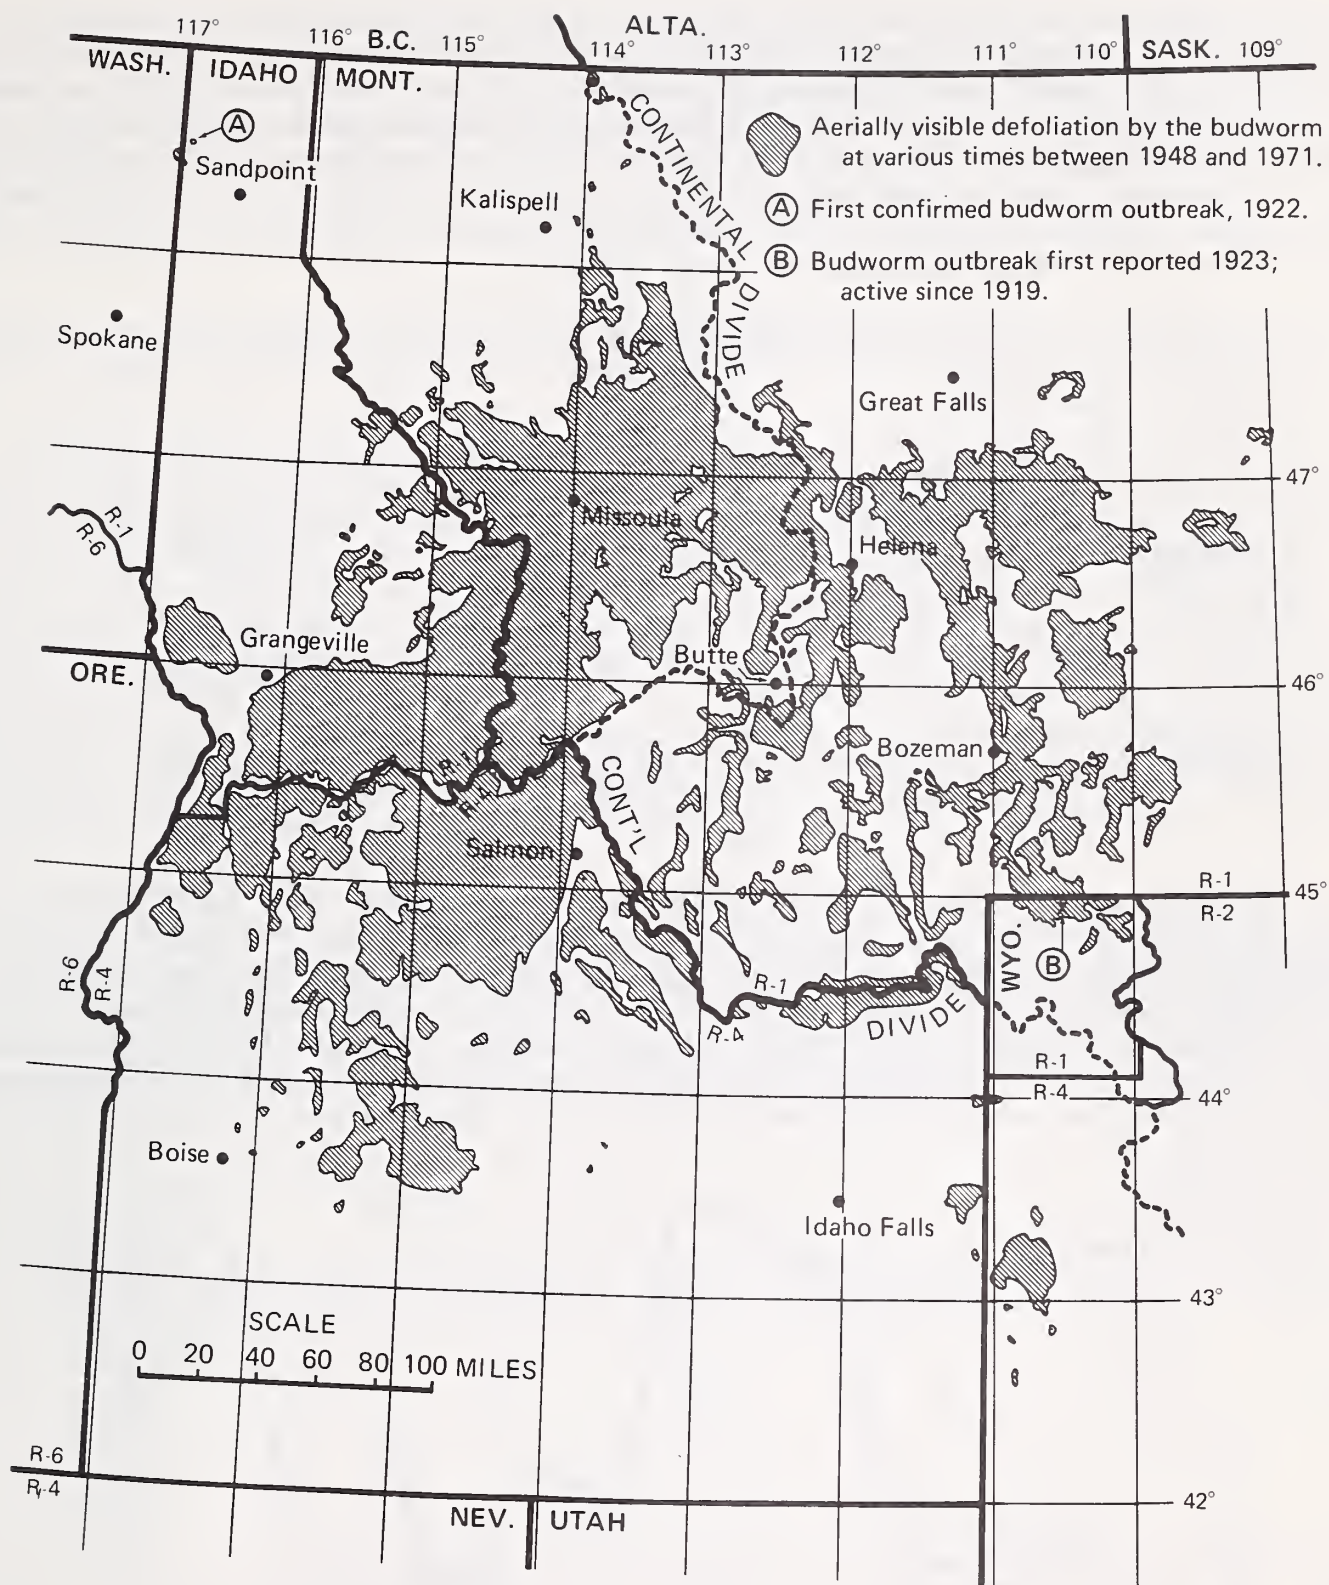 117°
116°
B.C.
115°
ALTA.
114°
113°
112°
111°
110°
SASK.
109°
WASH.
IDAHO
MONT.
A
Sandpoint
Kalispell
Spokane
CONTINENTAL
DIVIDE
Aerially visible defoliation by the budworm
at various times between 1948 and 1971.
A First confirmed budworm outbreak, 1922.
B Budworm outbreak first reported 1923;
active since 1919.
Great Falls
47°
R-1
R-6
Missoula
Helena
Grangeville
Butte
ORE.
46°
Bozeman
R-1
R-4
CONT'L
Salmon
R-1
45°
R-2
R-6
R-4
WYO.
B
R-1
R-4
DIVIDE
R-1
R-4
44°
Boise
Idaho Falls
43°
SCALE
0 20 40 60 80 100 MILES
R-6
R-4
42°
NEV.
UTAH